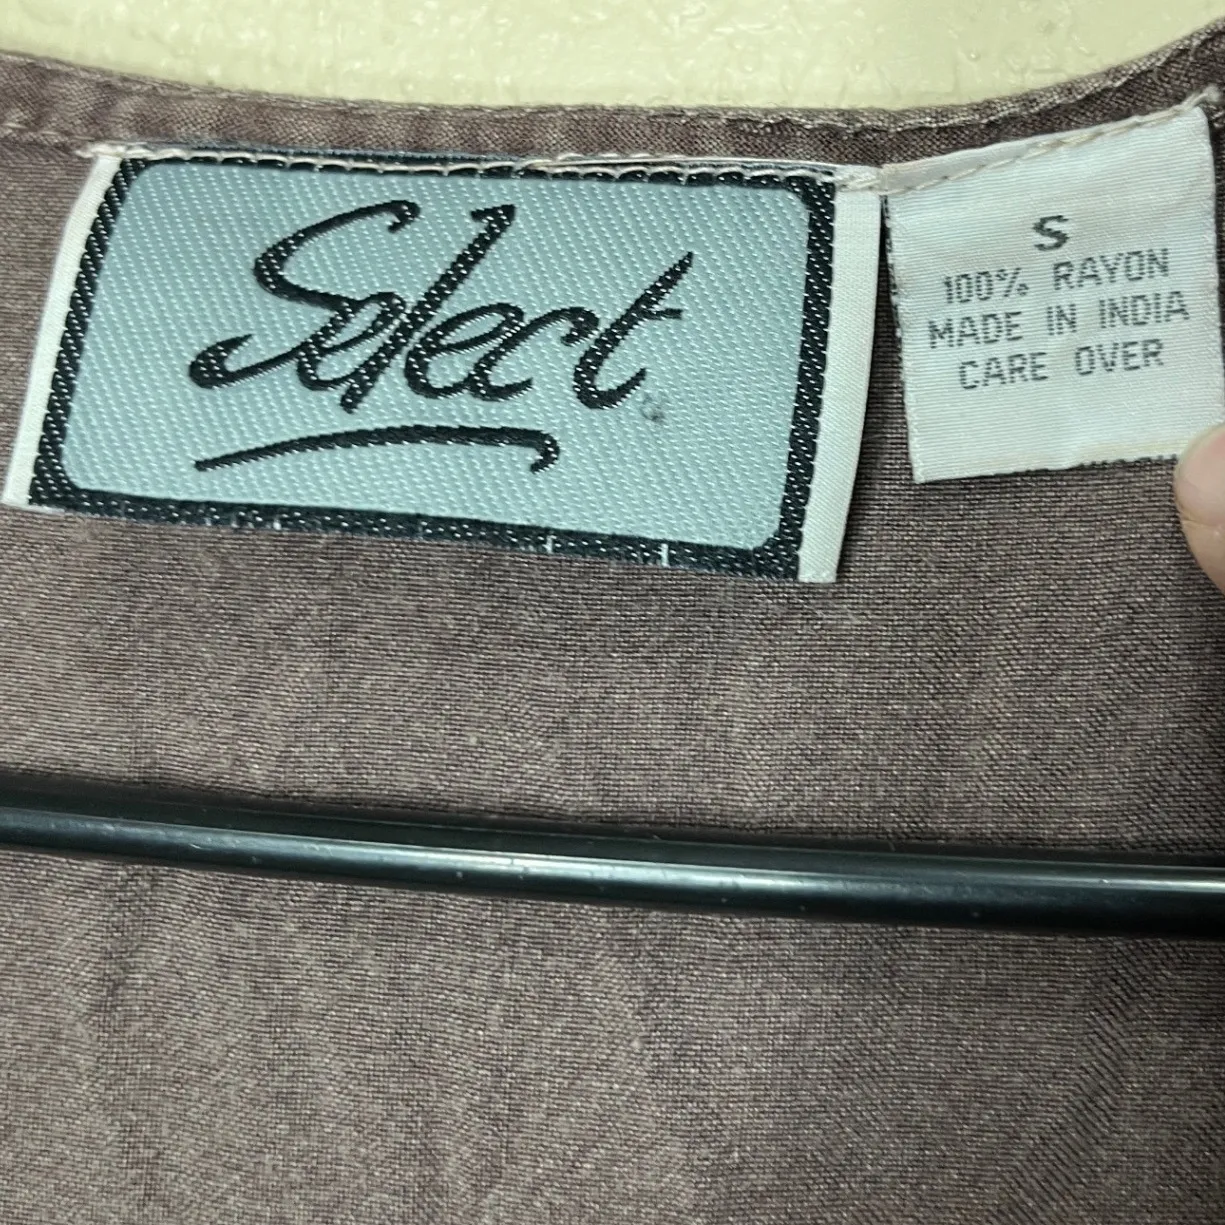 Select
S
100% RAYON
MADE IN INDIA
CARE OVER